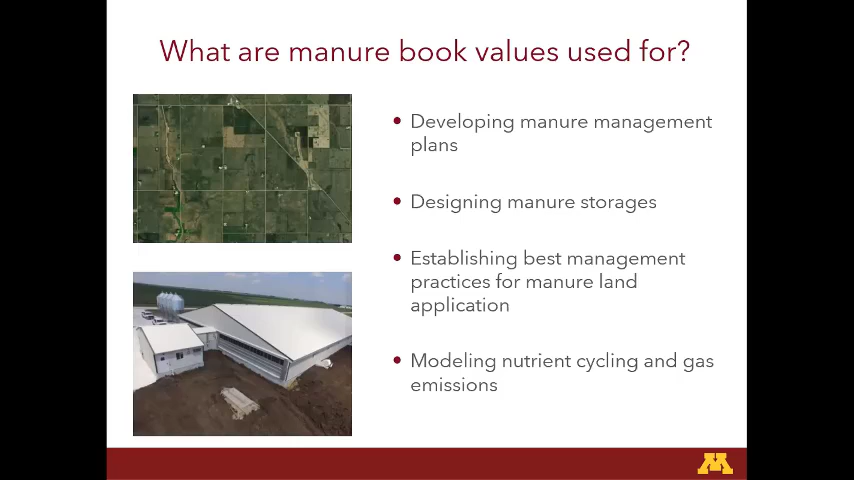 What are manure book values used for?
• Developing manure management
plans
• Designing manure storages
• Establishing best management
practices for manure land
application
• Modeling nutrient cycling and gas
emissions
M